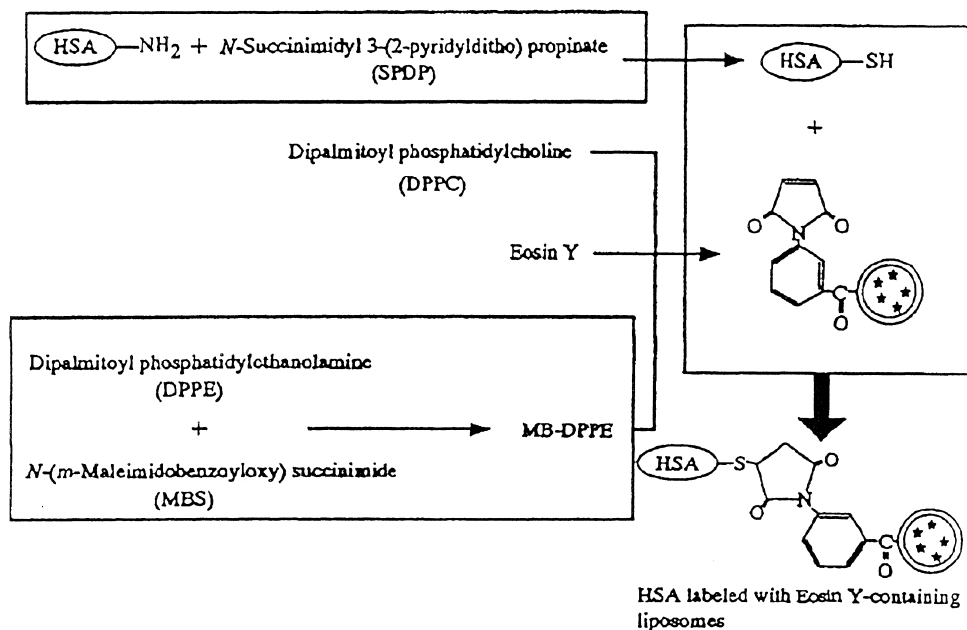 HSA —NH2 + N-Succinimidyl 3-(2-pyridylditho) propinate
(SPDP)
HSA —SH
+
Dipalmitoyl phosphatidylcholine
(DPPC)
O N O
Eosin Y
C
O
Dipalmitoyl phosphatidylethanolamine
(DPPE)
+
MB-DPPE
N-(m-Maleimidobenzoyloxy) succinimide
(MBS)
HSA —S
O
O N
C
O
HSA labeled with Eosin Y-containing
liposomes